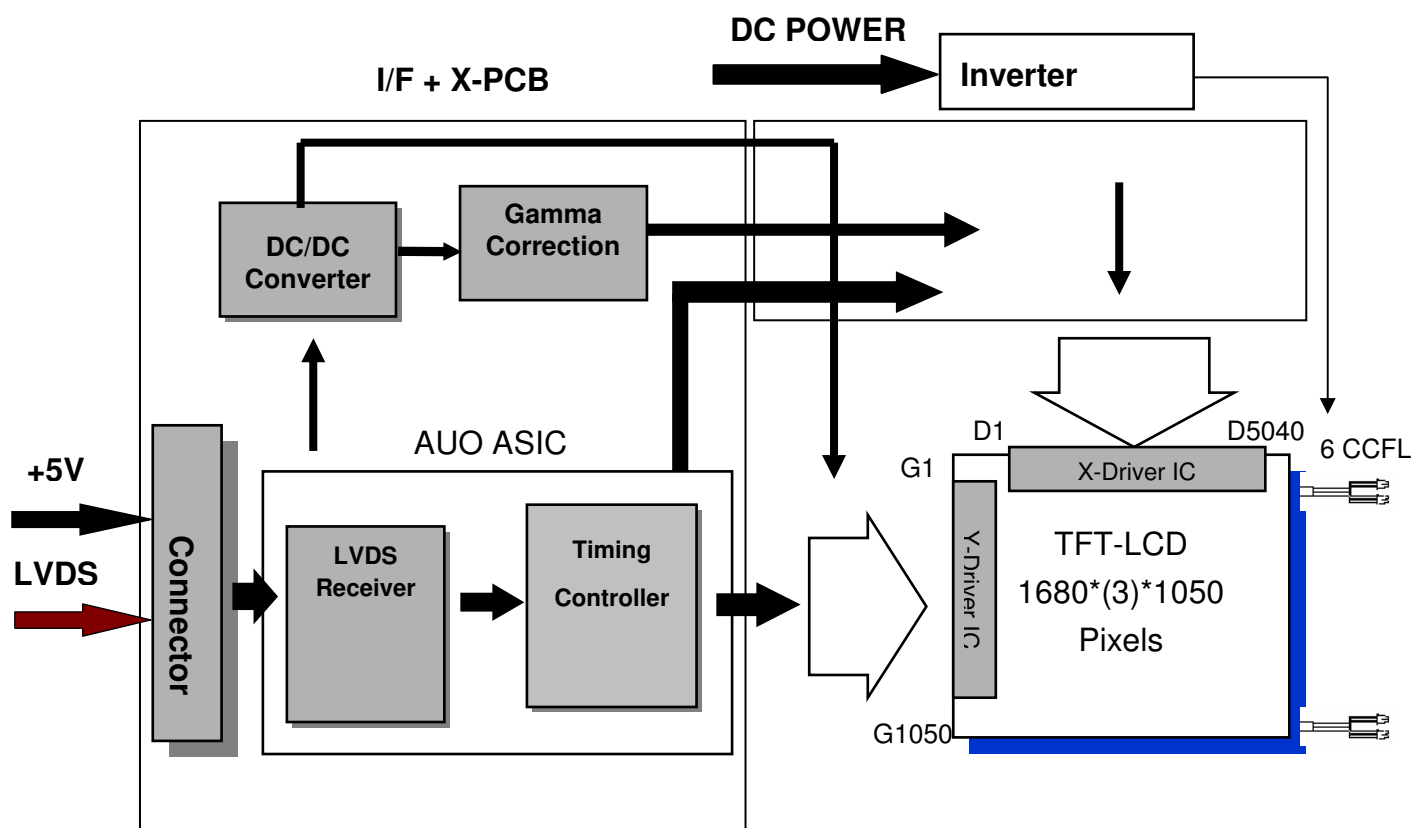 DC POWER
Inverter
I/F + X-PCB
Gamma
Correction
DC/DC
Converter
AUO ASIC
D1
D5040
6 CCFL
G1
X-Driver IC
+5V
LVDS
Connector
LVDS
Receiver
Timing
Controller
Y-Driver IC
TFT-LCD
1680*(3)*1050
Pixels
G1050